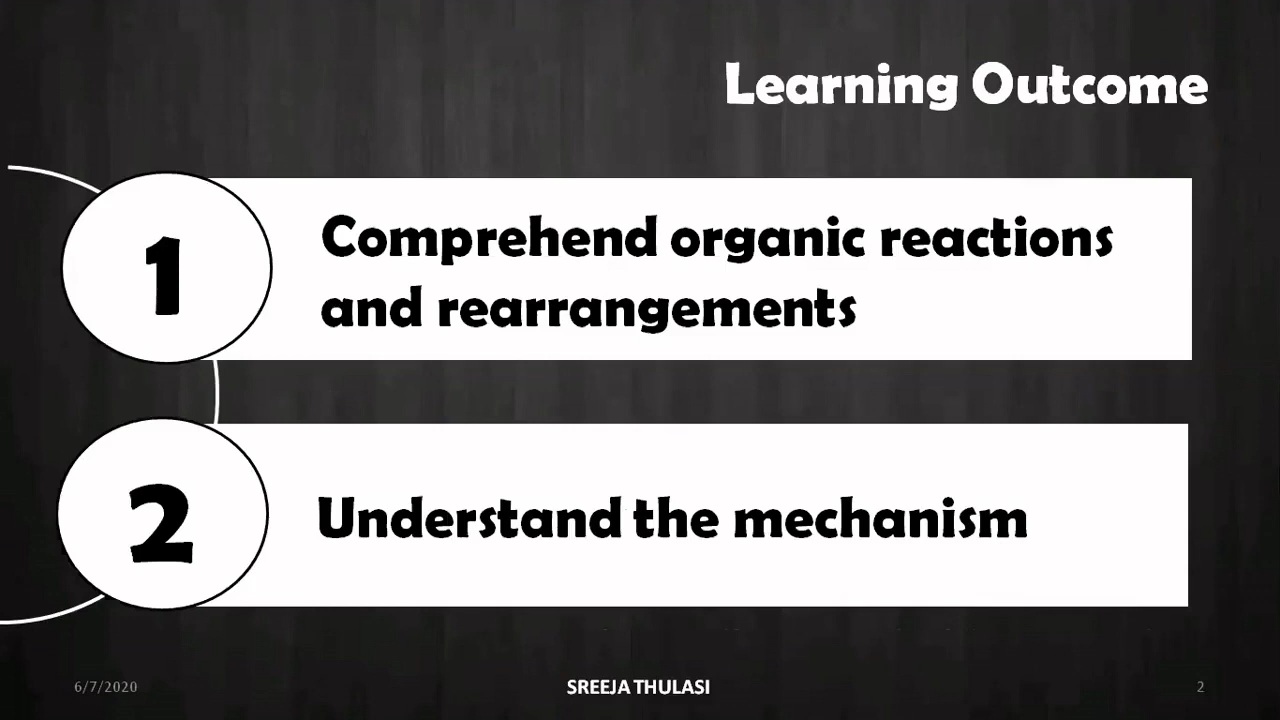 Learning Outcome
1
Comprehend organic reactions
and rearrangements
2
Understand the mechanism
6/7/2020
SREEJA THULASI
2